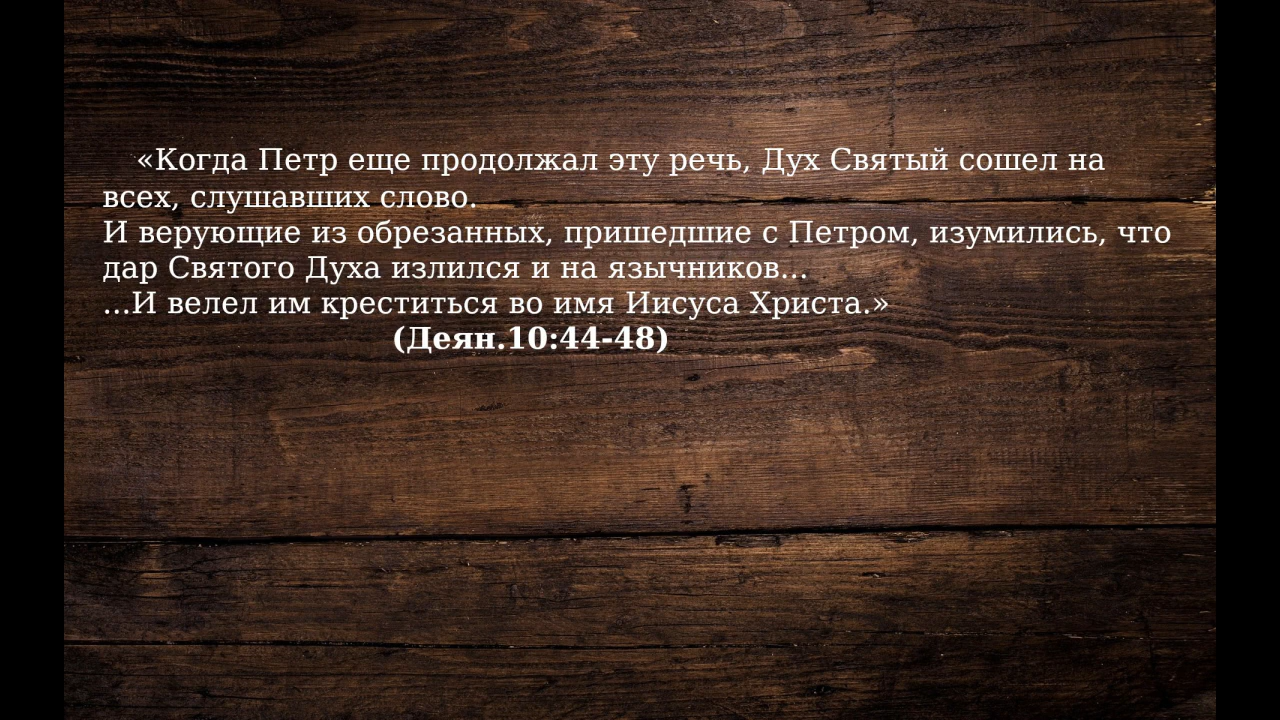 «Когда Петр еще продолжал эту речь, Дух Святый сошел на
всех, слушавших слово.
И верующие из обрезанных, пришедшие с Петром, изумились, что
дар Святого Духа излился и на язычников…
…И велел им креститься во имя Иисуса Христа.»
(Деян.10:44-48)